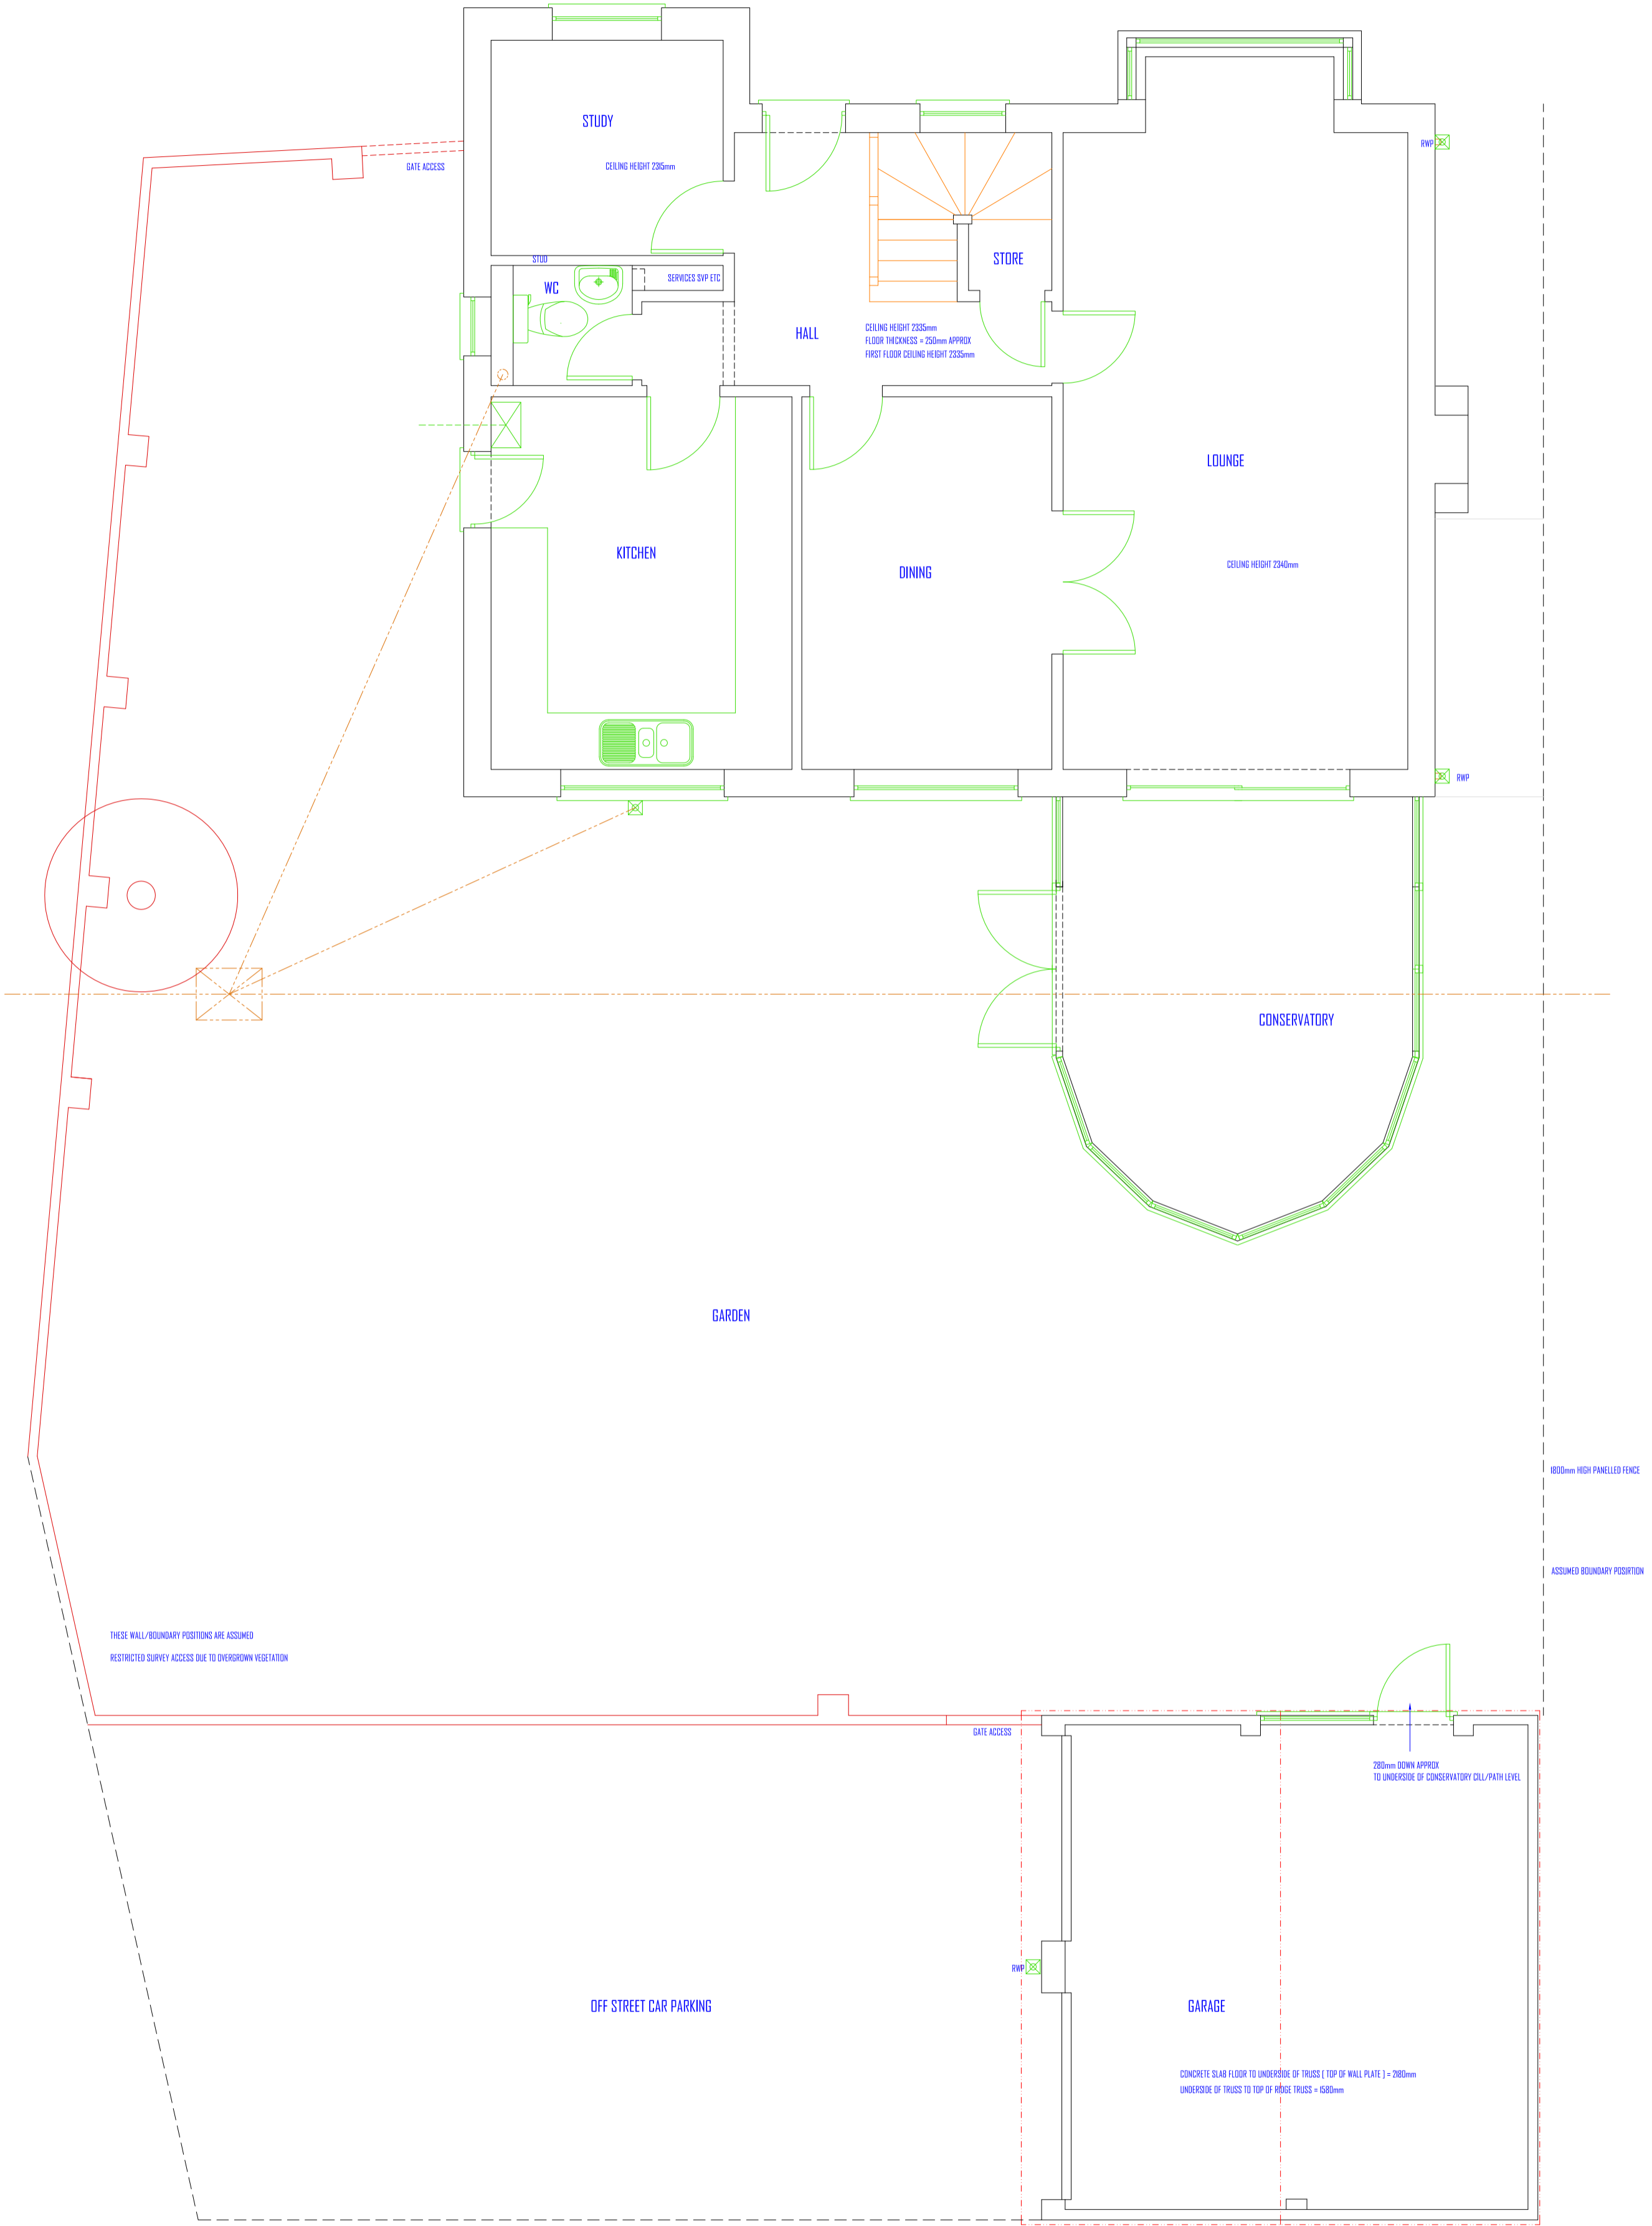 STUDY
RWP
GATE ACCESS
CEILING HEIGHT 2315mm
STUD
STORE
SERVICES SVP ETC
WC
HALL
CEILING HEIGHT 2335mm
FLOOR THICKNESS = 250mm APPROX
FIRST FLOOR CEILING HEIGHT 2335mm
LOUNGE
KITCHEN
DINING
CEILING HEIGHT 2340mm
RWP
CONSERVATORY
GARDEN
1800mm HIGH PANELLED FENCE
ASSUMED BOUNDARY POSIRTION
THESE WALL/BOUNDARY POSITIONS ARE ASSUMED
RESTRICTED SURVEY ACCESS DUE TO OVERGROWN VEGETATION
GATE ACCESS
280mm DOWN APPROX
TO UNDERSIDE OF CONSERVATORY CILL/PATH LEVEL
RWP
OFF STREET CAR PARKING
GARAGE
CONCRETE SLAB FLOOR TO UNDERSIDE OF TRUSS ( TOP OF WALL PLATE ) = 2180mm
UNDERSIDE OF TRUSS TO TOP OF RIDGE TRUSS = 1580mm